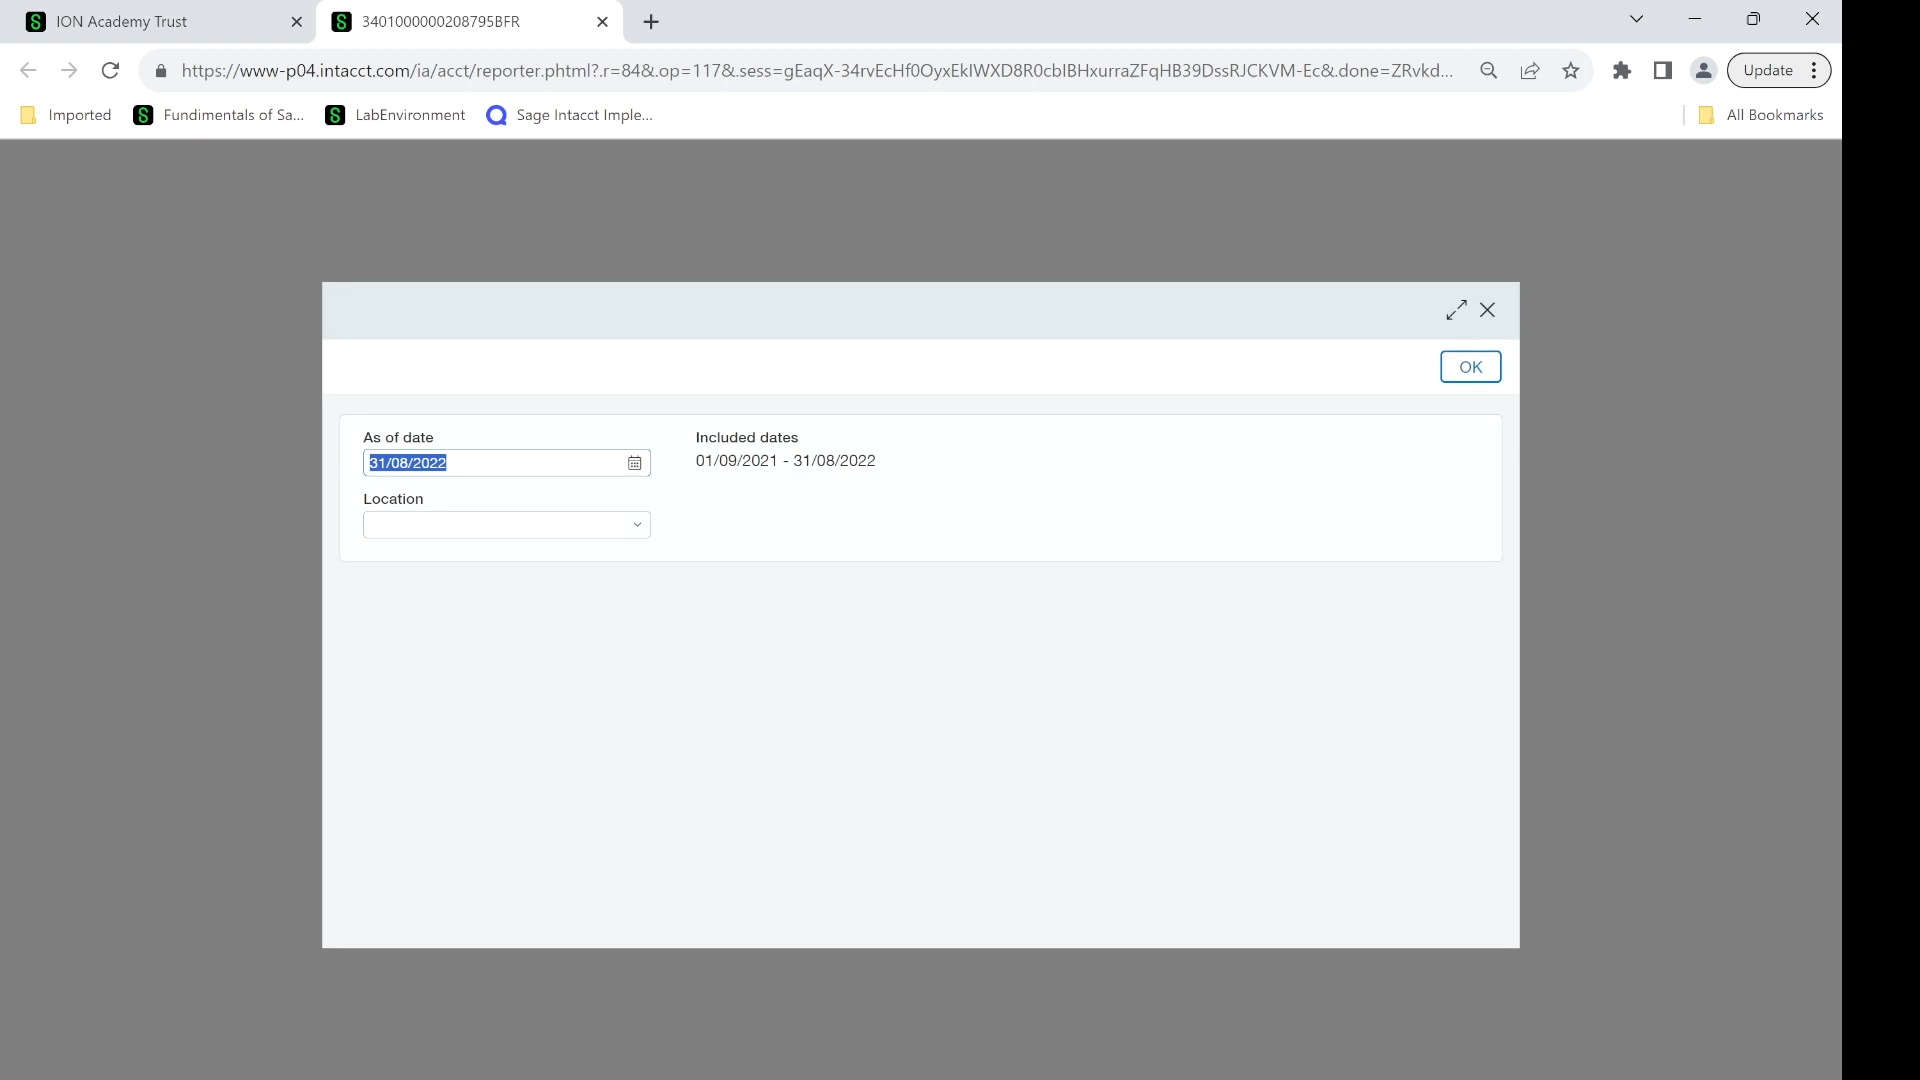 ION Academy Trust
3401000000208795BFR
https://www-p04.intacct.com/ia/acct/reporter.phtml?.r=84&.op=117&.sess=gEaqX-34rvEcHf0OyxEkIWXD8R0cbIBHxurraZFqHB39DssRJCKVM-Ec&.done=ZRvkd...
Update
Imported
Fundimentals of Sa...
LabEnvironment
Sage Intacct Imple...
All Bookmarks
OK
As of date
Included dates
31/08/2022
01/09/2021 - 31/08/2022
Location